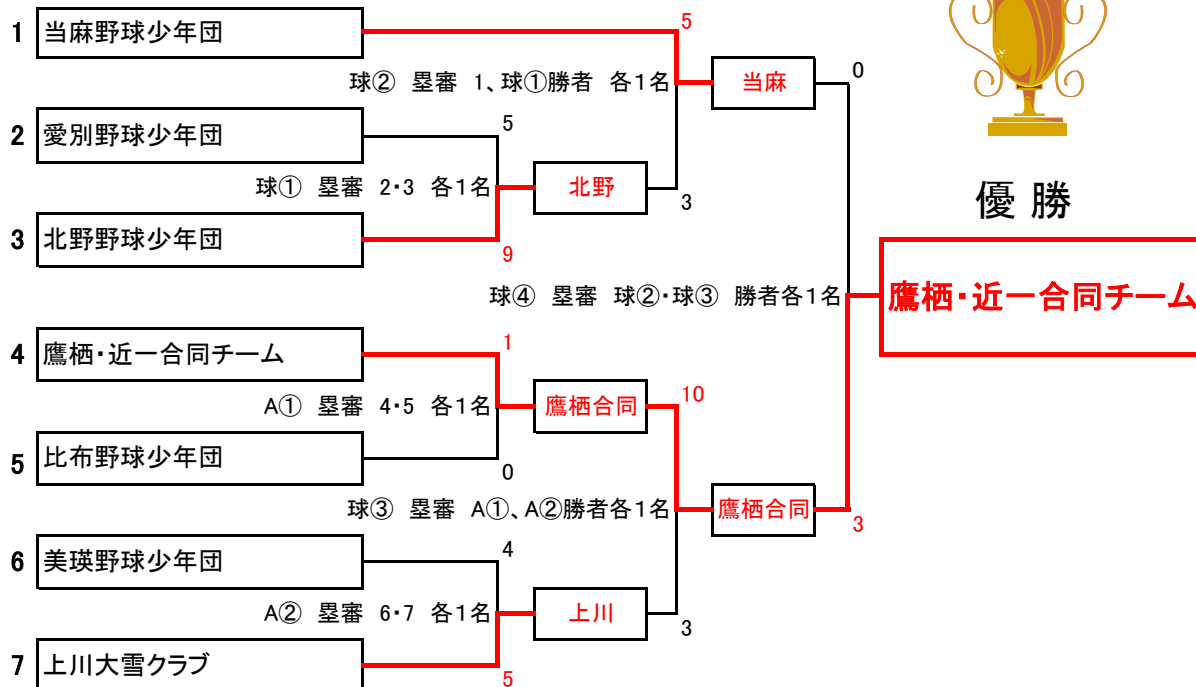 1 当麻野球少年団
5
球② 塁審 1、球①勝者 各1名
当麻
0
2 愛別野球少年団
5
球① 塁審 2・3 各1名
北野
3
優 勝
3 北野野球少年団
9
球④ 塁審 球②・球③ 勝者各1名
鷹栖・近一合同チーム
4 鷹栖・近一合同チーム
1
A① 塁審 4・5 各1名
鷹栖合同
10
5 比布野球少年団
0
球③ 塁審 A①、A②勝者各1名
鷹栖合同
3
6 美瑛野球少年団
4
A② 塁審 6・7 各1名
上川
3
7 上川大雪クラブ
5